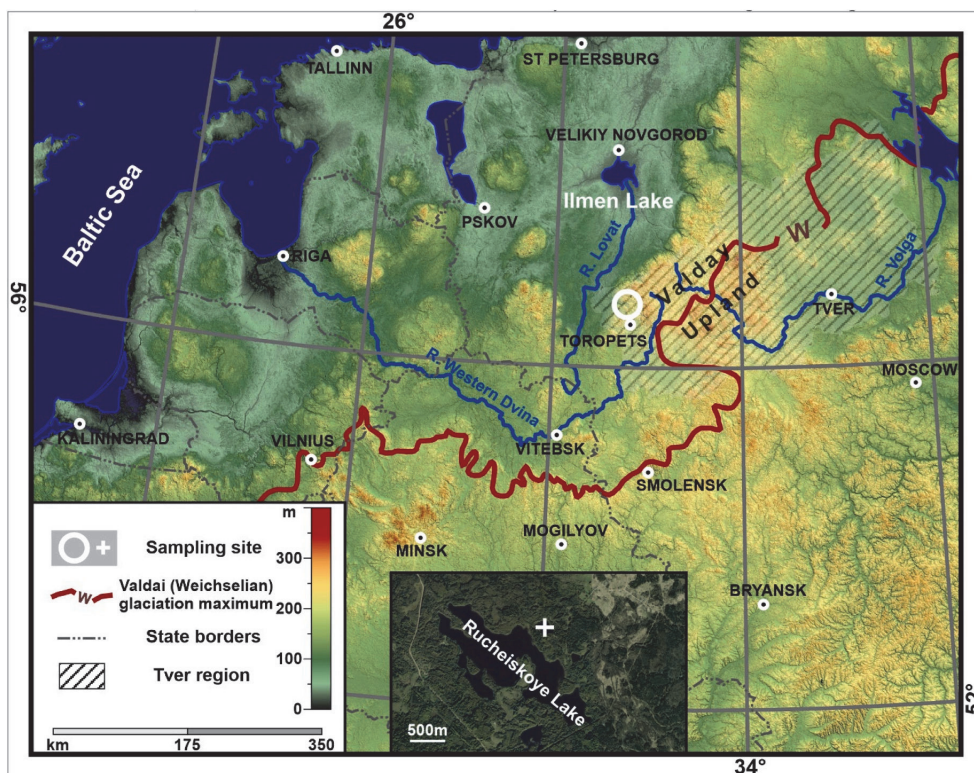 26°
TALLINN
ST PETERSBURG
VELIKIY NOVGOROD
Baltic Sea
Ilmen Lake
PSKOV
W
RIGA
R. Lovat
Valday
Upland
R. Volga
56°
TVER
TOROPETS
MOSCOW
R. Western Dvina
KALININGRAD
VILNIUS
VITEBSK
SMOLENSK
m
300
200
100
0
Sampling site
W
Valdai (Weichselian)
glaciation maximum
State borders
Tver region
km 175 350
MINSK
MOGILYOV
BRYANSK
Rucheiskoye Lake
500m
52°
34°